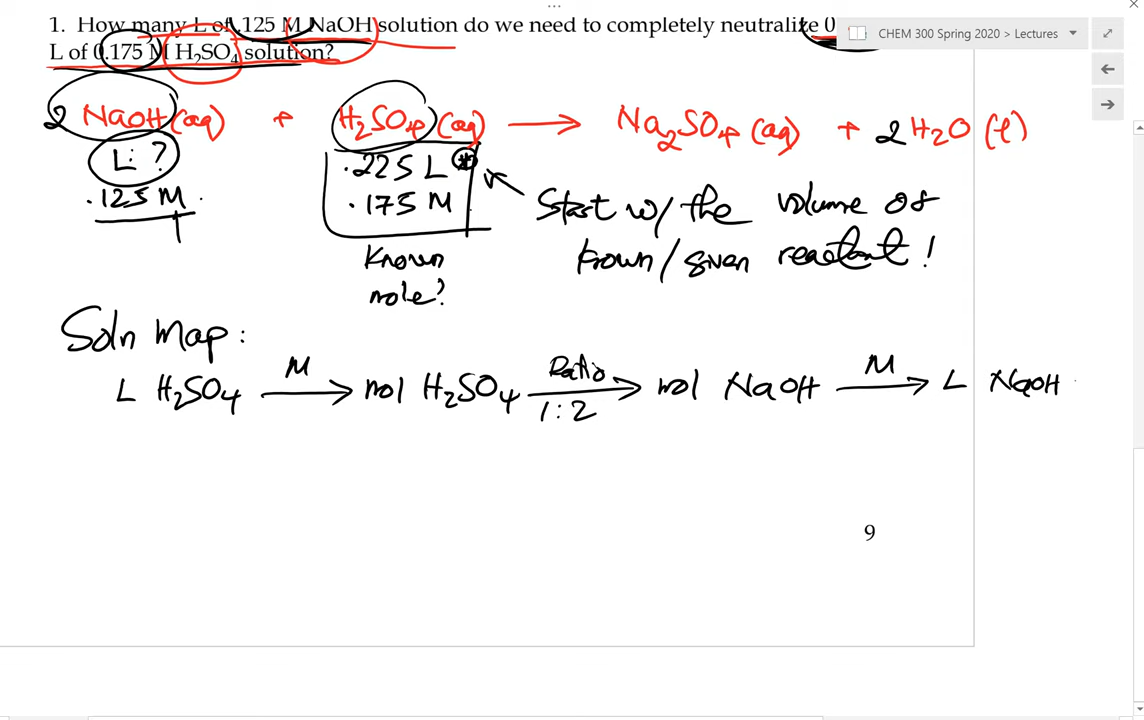 1. How many L of .125 M NaOH solution do we need to completely neutralize 0
CHEM 300 Spring 2020 > Lectures
L of 0.175 M H₂SO₄ solution?
2 NaOH (aq) + H₂SO₄ (aq) → Na₂SO₄ (aq) + 2 H₂O (l)
L: ? .225 L *
.125 M .175 M
Start w/ the volume of
known/given reactant!
Known
mole?
Soln Map:
L H₂SO₄ M → mol H₂SO₄ Ratio 1:2 → mol NaOH M → L NaOH
9